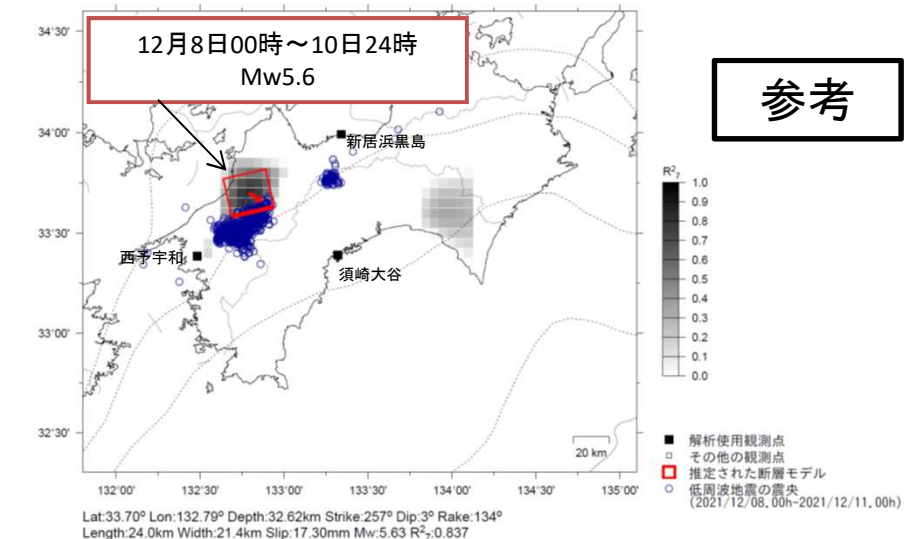 12月8日00時～10日24時
Mw5.6
参考
34˚30'
34˚00'
33˚30'
33˚00'
32˚30'
新居浜黒島
西予宇和
須崎大谷
R²₇
1.0
0.9
0.8
0.7
0.6
0.5
0.4
0.3
0.2
0.1
0.0
20 km
132˚00'
132˚30'
133˚00'
133˚30'
134˚00'
134˚30'
135˚00'
解析使用観測点
その他の観測点
推定された断層モデル
低周波地震の震央
(2021/12/08,00h-2021/12/11,00h)
Lat:33.70º Lon:132.79º Depth:32.62km Strike:257º Dip:3º Rake:134º
Length:24.0km Width:21.4km Slip:17.30mm Mw:5.63 R²₇:0.837